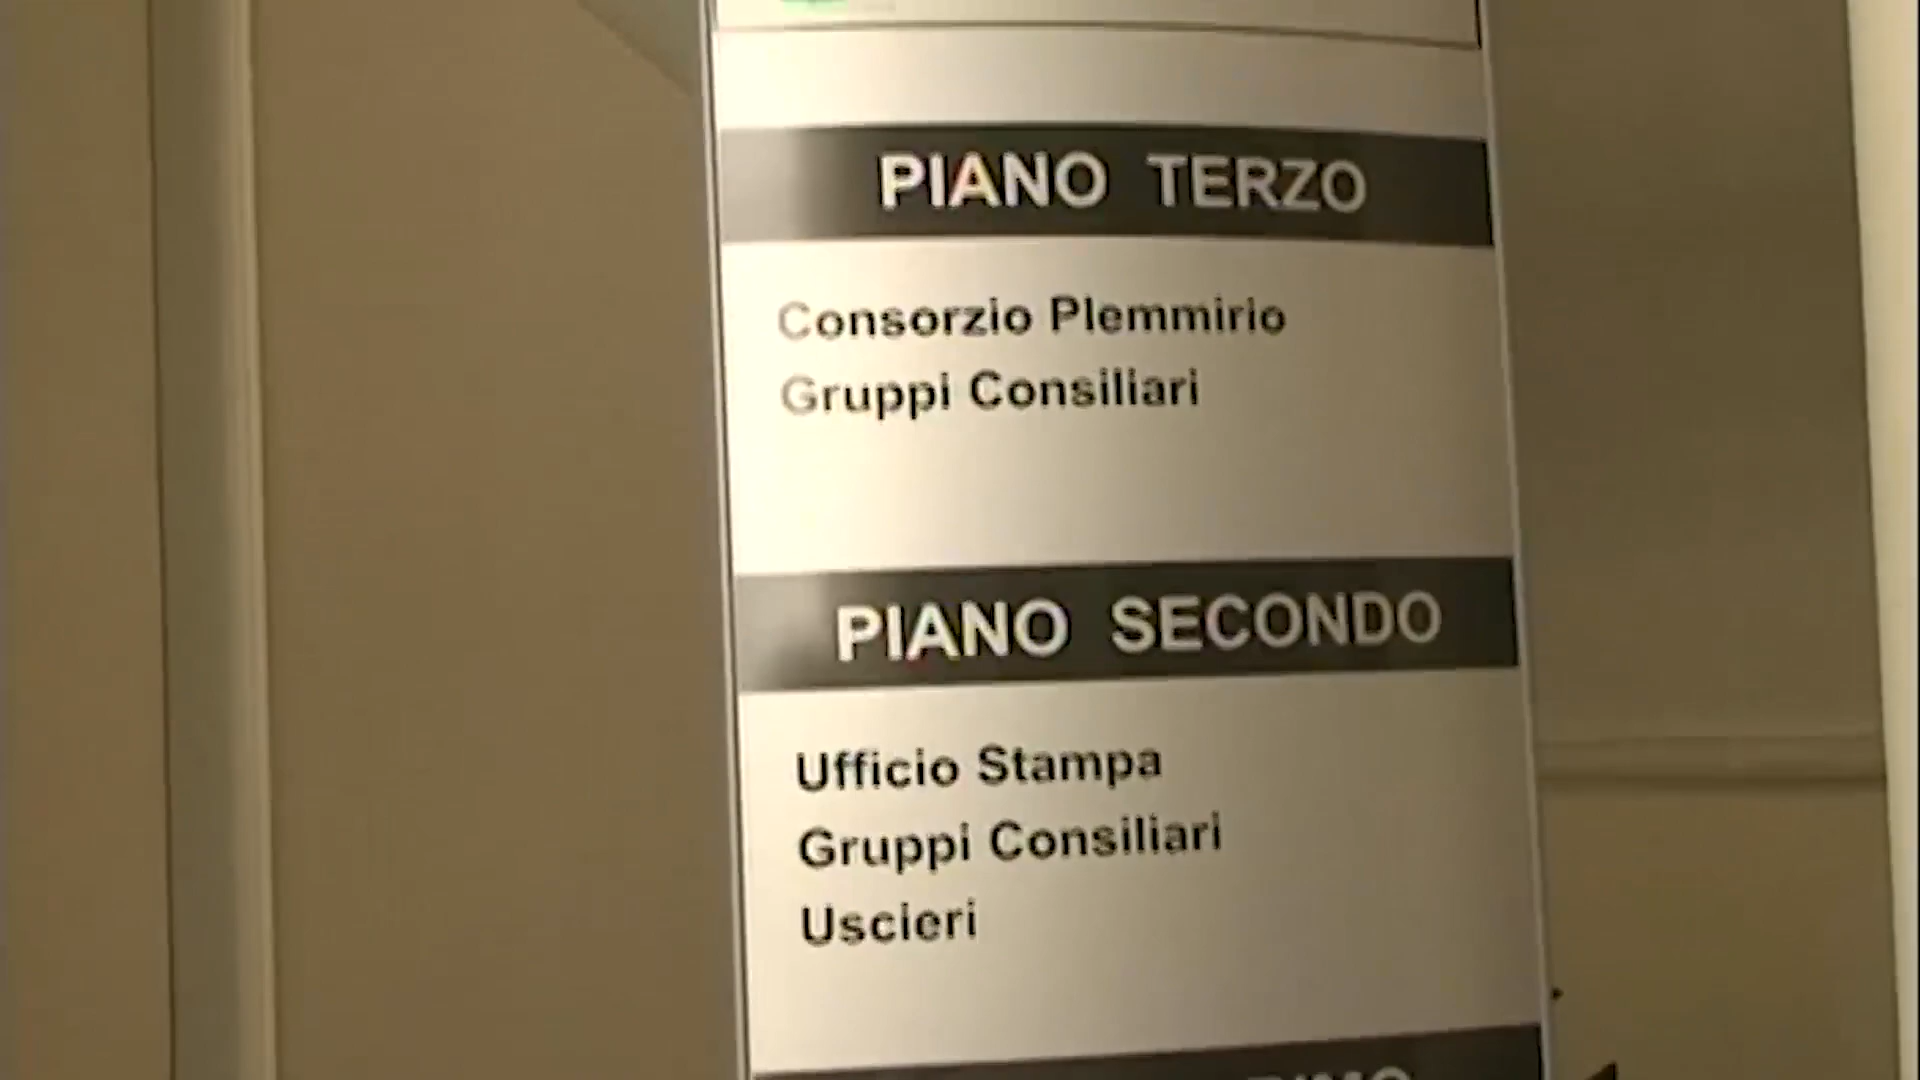 PIANO TERZO
Consorzio Plemmirio
Gruppi Consiliari
PIANO SECONDO
Ufficio Stampa
Gruppi Consiliari
Uscieri